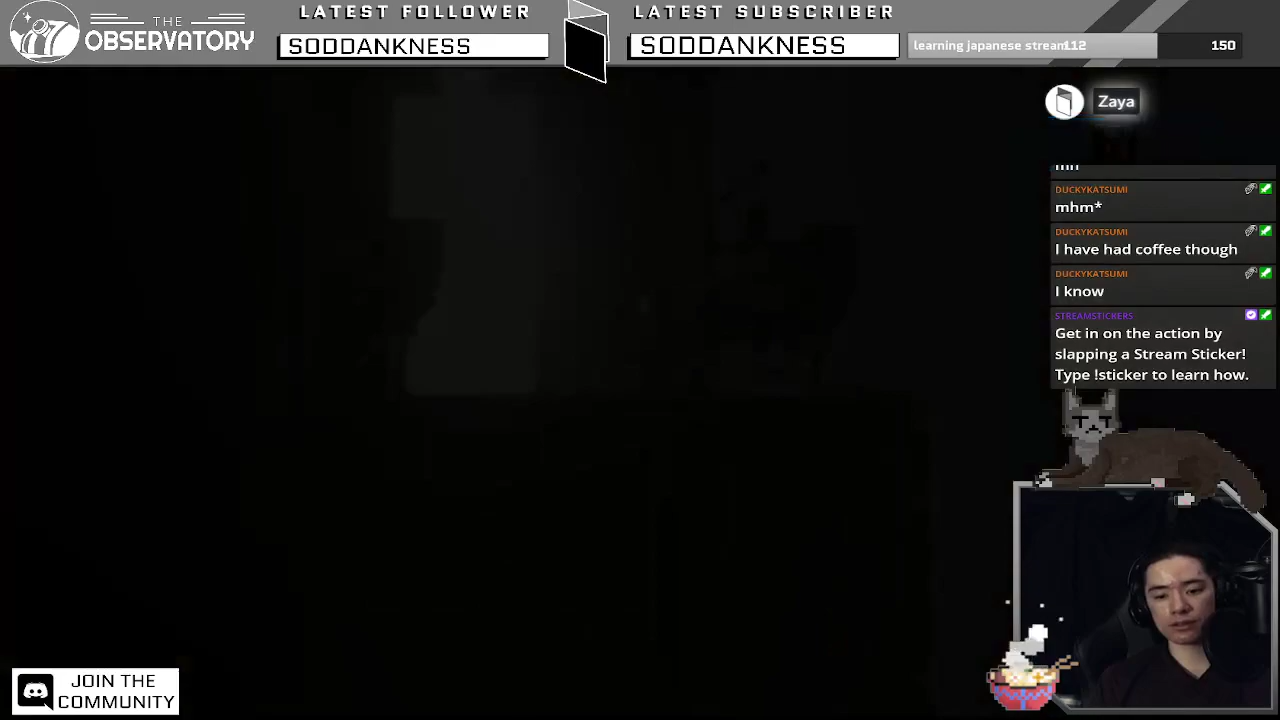 THE
OBSERVATORY
LATEST FOLLOWER
SODDANKNESS
LATEST SUBSCRIBER
SODDANKNESS
learning japanese stream
112
150
Zaya
DUCKYKATSUMI
mhm*
DUCKYKATSUMI
I have had coffee though
DUCKYKATSUMI
I know
STREAMSTICKERS
Get in on the action by
slapping a Stream Sticker!
Type !sticker to learn how.
JOIN THE
COMMUNITY